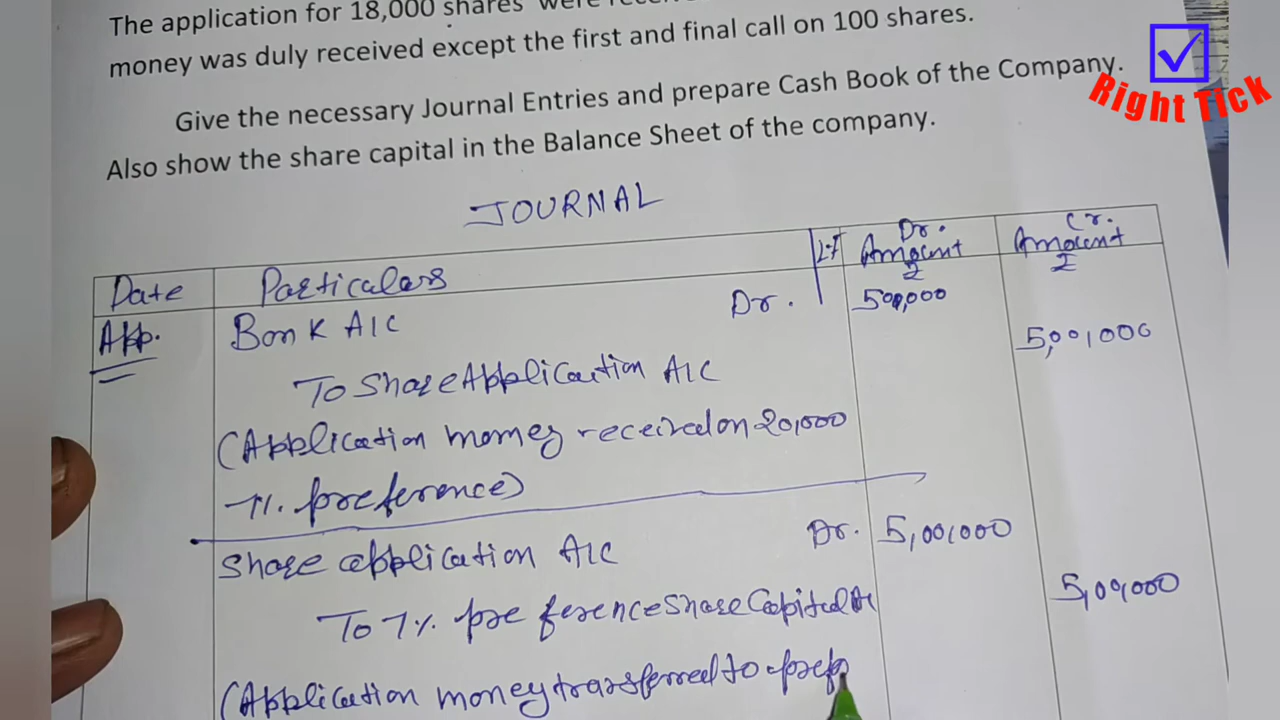 The application for 18,000 shares were
money was duly received except the first and final call on 100 shares.
Give the necessary Journal Entries and prepare Cash Book of the Company.
Also show the share capital in the Balance Sheet of the company.
Right Tick
JOURNAL
Date Particulars L.F Dr. Amount ₹ Cr. Amount ₹
App. Bank A/C Dr. 500,000
To Share Application A/C 5,00,000
(Application money received on 20,000
7% preference)
Share application A/C Dr. 5,00,000
To 7% preference Share Capital A/c 5,00,000
(Application money transferred to pref